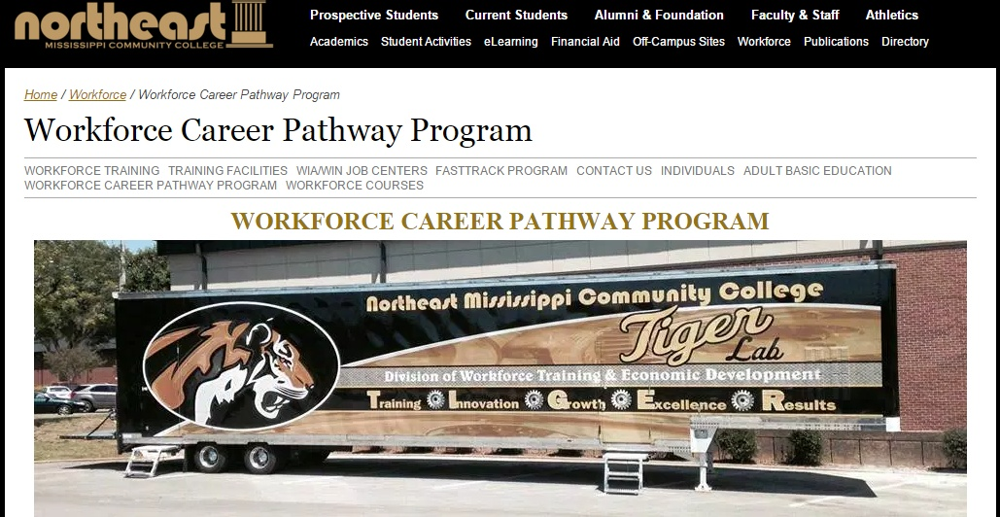 northeast
MISSISSIPPI COMMUNITY COLLEGE
Prospective Students Current Students Alumni & Foundation Faculty & Staff Athletics
Academics Student Activities eLearning Financial Aid Off-Campus Sites Workforce Publications Directory
Home / Workforce / Workforce Career Pathway Program
Workforce Career Pathway Program
WORKFORCE TRAINING TRAINING FACILITIES WIA/WIN JOB CENTERS FASTTRACK PROGRAM CONTACT US INDIVIDUALS ADULT BASIC EDUCATION
WORKFORCE CAREER PATHWAY PROGRAM WORKFORCE COURSES
WORKFORCE CAREER PATHWAY PROGRAM
Northeast Mississippi Community College
Tiger
Lab
Division of Workforce Training & Economic Development
Training Innovation Growth Excellence Results